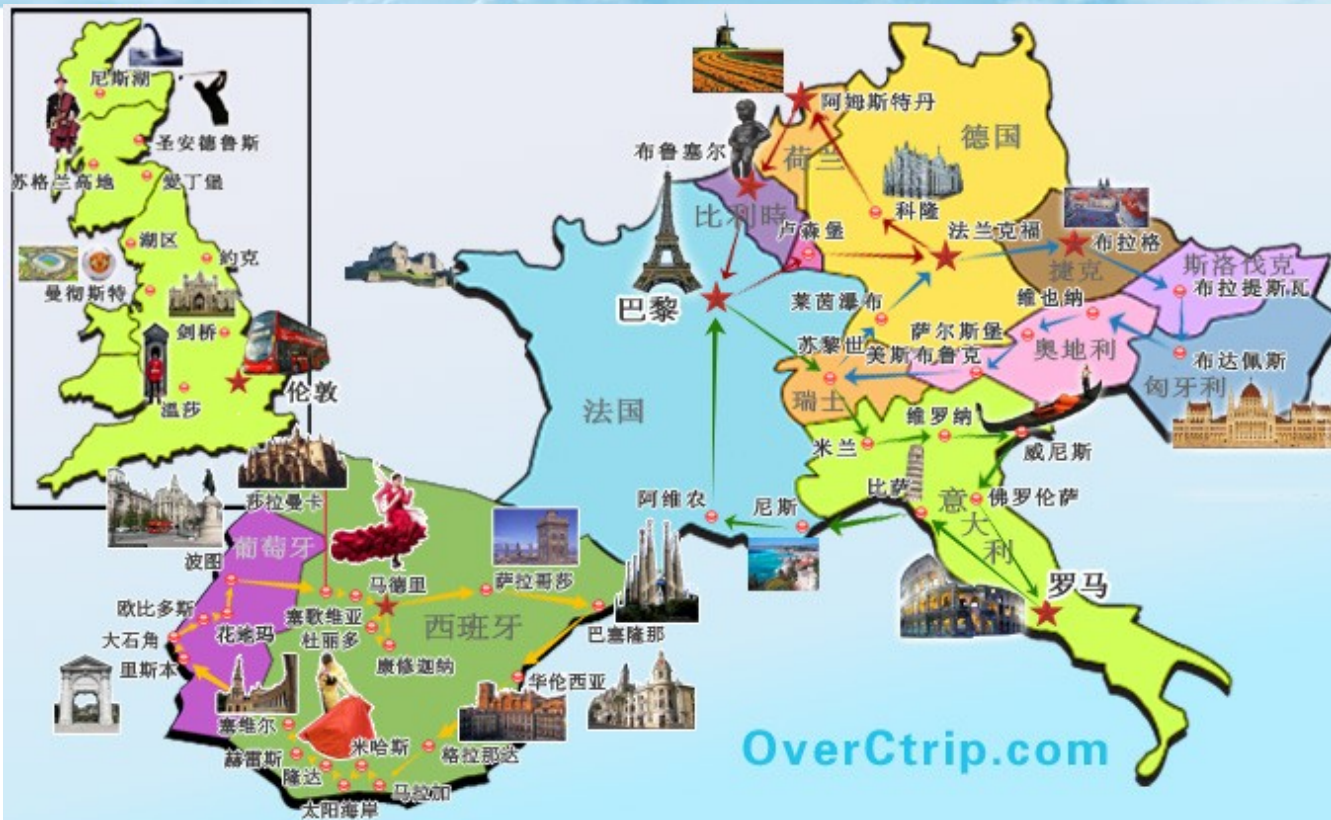 尼斯湖
圣安德鲁斯
苏格兰高地
爱丁堡
湖区
約克
曼彻斯特
剑桥
伦敦
温莎
阿姆斯特丹
德国
布鲁塞尔
荷兰
比利時
科隆
卢森堡
法兰克福
布拉格
捷克
斯洛伐克
布拉提斯瓦
巴黎
莱茵瀑布
维也纳
萨尔斯堡
苏黎世
美斯布鲁克
奥地利
布达佩斯
匈牙利
法国
瑞士
米兰
维罗纳
威尼斯
比萨
意大利
佛罗伦萨
阿维农
尼斯
罗马
莎拉曼卡
葡萄牙
波图
马德里
萨拉哥莎
欧比多斯
花地玛
塞歌维亚
杜丽多
西班牙
巴塞隆那
大石角
里斯本
康修迦纳
华伦西亚
塞维尔
米哈斯
格拉那达
赫雷斯
隆达
马拉加
太阳海岸
OverCtrip.com